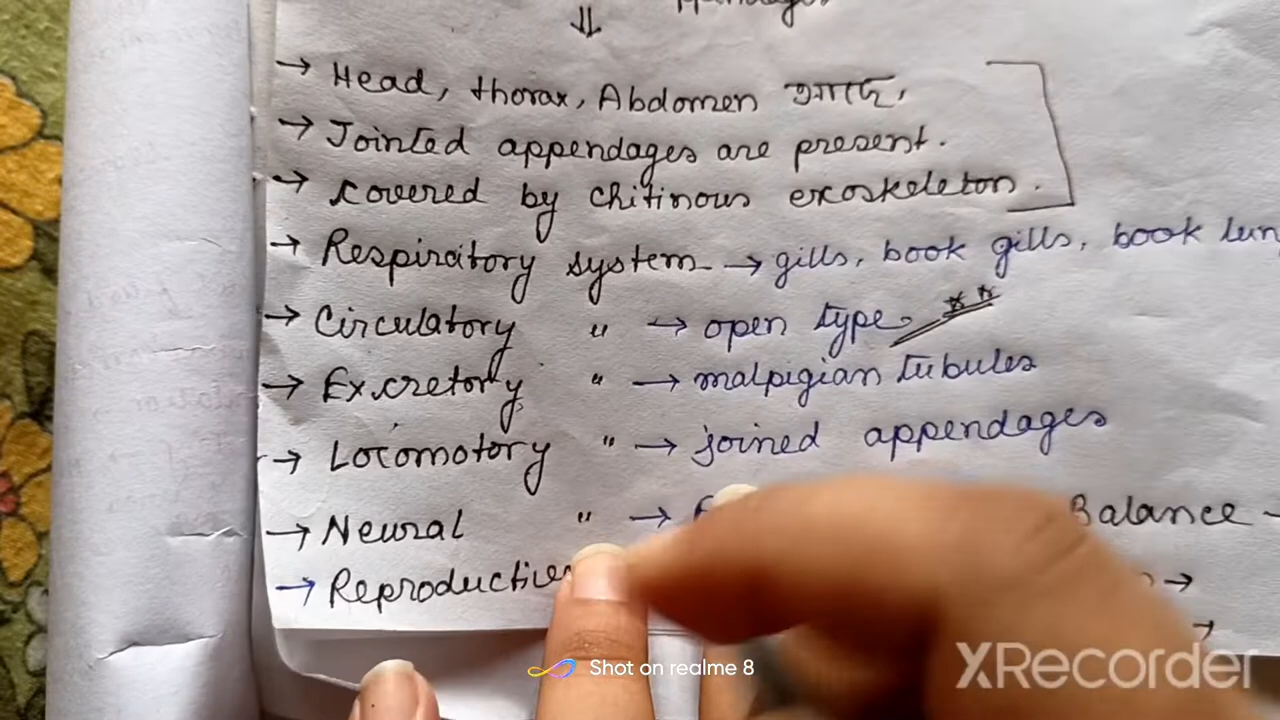 ⇓
→ Head, thorax, Abdomen আছে,
→ Jointed appendages are present.
→ covered by chitinous exoskeleton.
→ Respiratory system → gills, book gills, book lun
→ Circulatory " → open type. **
→ Excretory " → malpigian tubules
→ Locomotory " → joined appendages
→ Neural " → Balance →
→ Reproductive →
→
Shot on realme 8
XRecorder